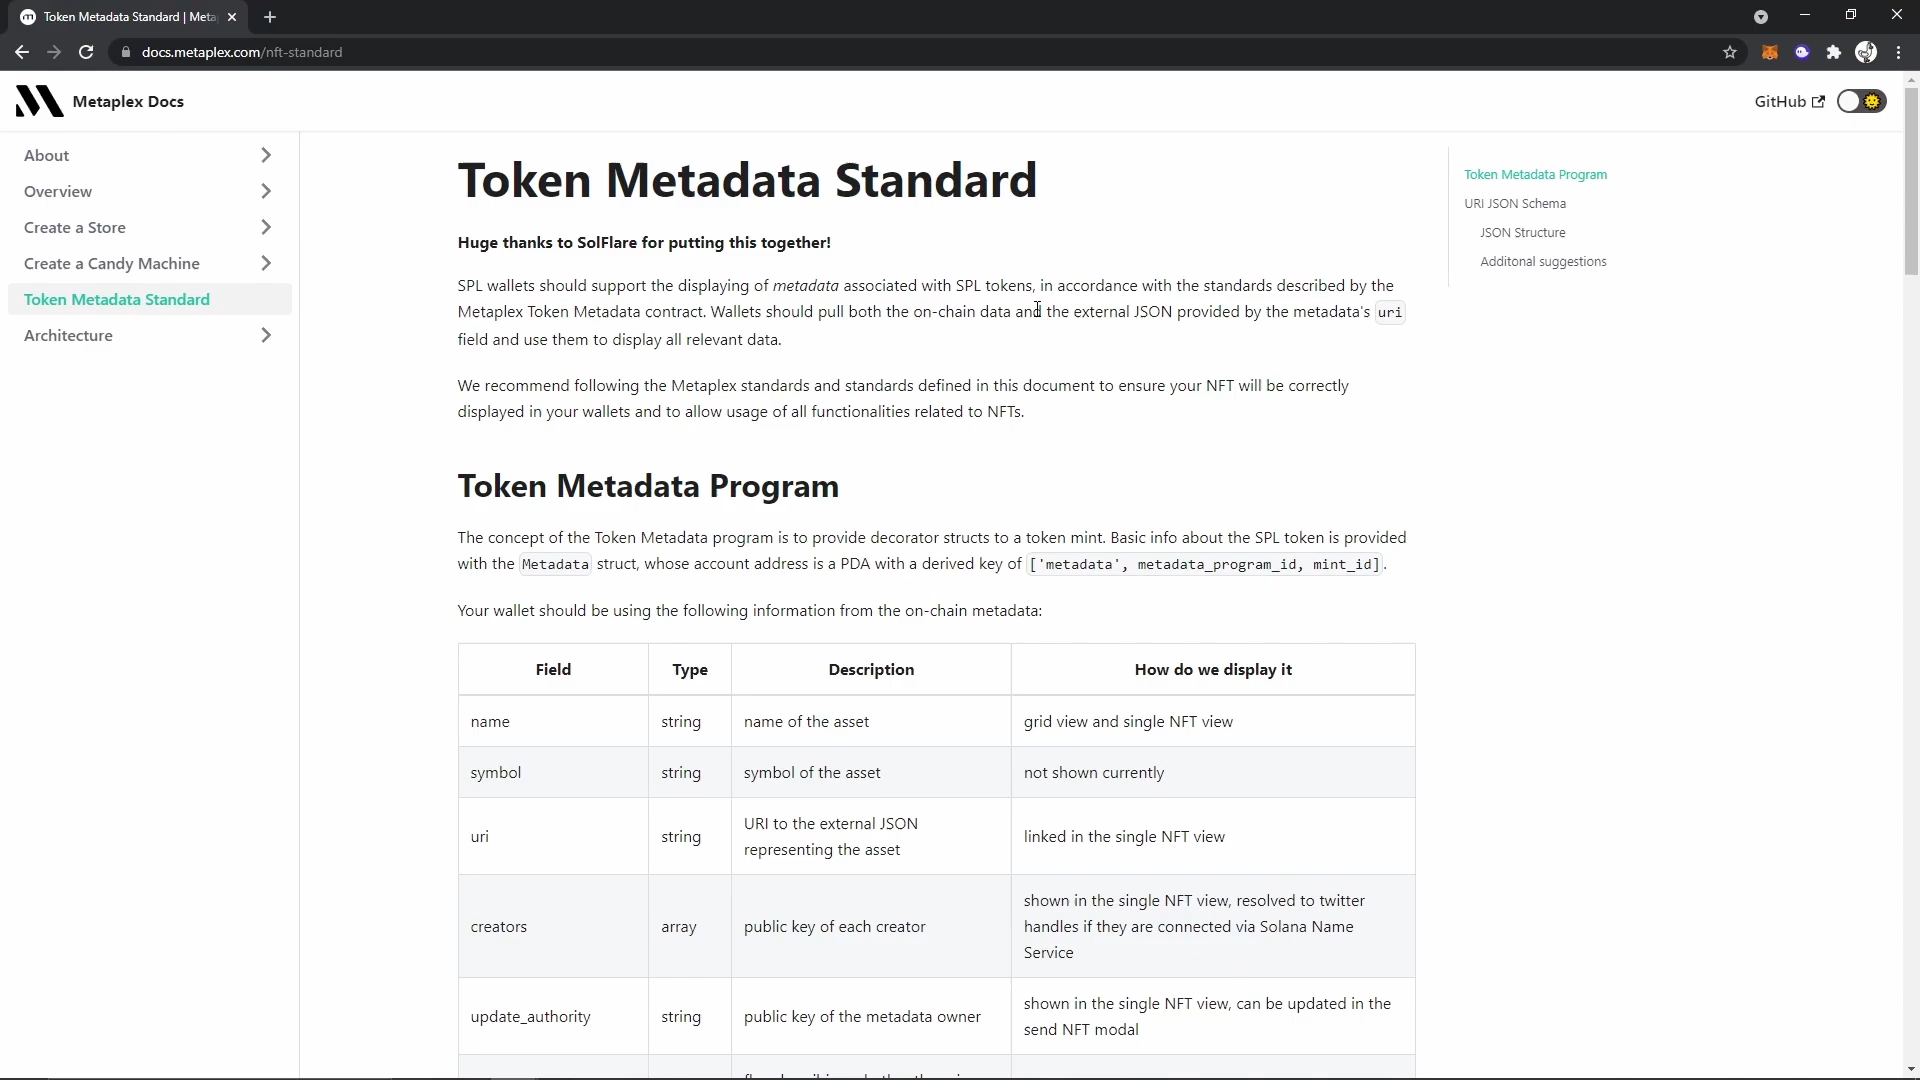 Token Metadata Standard | Meta
docs.metaplex.com/nft-standard
Metaplex Docs
GitHub
About
Overview
Create a Store
Create a Candy Machine
Token Metadata Standard
Architecture
Token Metadata Standard
Huge thanks to SolFlare for putting this together!
SPL wallets should support the displaying of metadata associated with SPL tokens, in accordance with the standards described by the
Metaplex Token Metadata contract. Wallets should pull both the on-chain data and the external JSON provided by the metadata's uri
field and use them to display all relevant data.
We recommend following the Metaplex standards and standards defined in this document to ensure your NFT will be correctly
displayed in your wallets and to allow usage of all functionalities related to NFTs.
Token Metadata Program
The concept of the Token Metadata program is to provide decorator structs to a token mint. Basic info about the SPL token is provided
with the Metadata struct, whose account address is a PDA with a derived key of ['metadata', metadata_program_id, mint_id].
Your wallet should be using the following information from the on-chain metadata:
Field Type Description How do we display it
name string name of the asset grid view and single NFT view
symbol string symbol of the asset not shown currently
uri string URI to the external JSON
representing the asset linked in the single NFT view
creators array public key of each creator shown in the single NFT view, resolved to twitter
handles if they are connected via Solana Name
Service
update_authority string public key of the metadata owner shown in the single NFT view, can be updated in the
send NFT modal
Token Metadata Program
URI JSON Schema
JSON Structure
Additonal suggestions